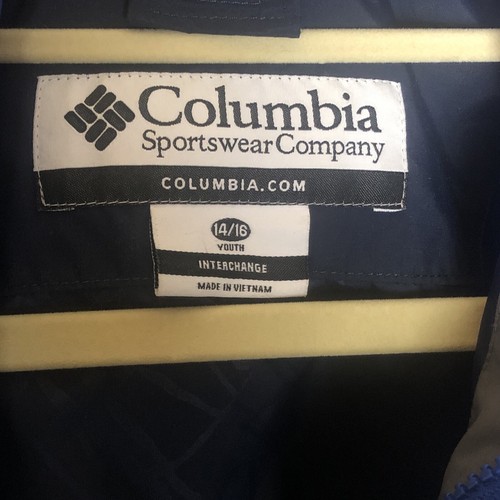 Columbia
Sportswear Company
COLUMBIA.COM
14/16
YOUTH
INTERCHANGE
MADE IN VIETNAM